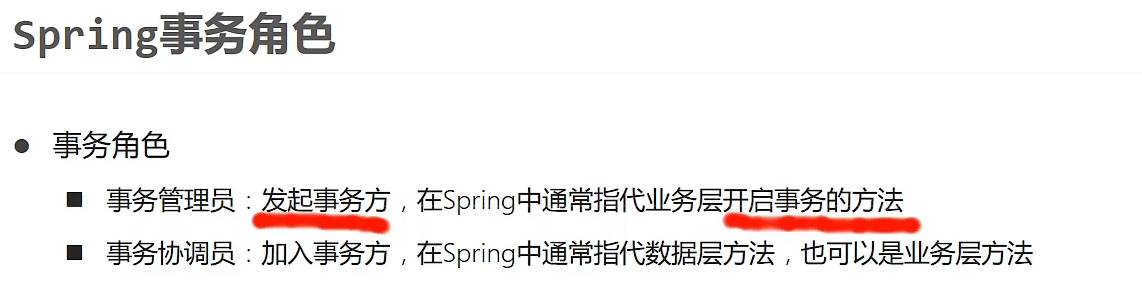 Spring事务角色
● 事务角色
■ 事务管理员：发起事务方，在Spring中通常指代业务层开启事务的方法
■ 事务协调员：加入事务方，在Spring中通常指代数据层方法，也可以是业务层方法